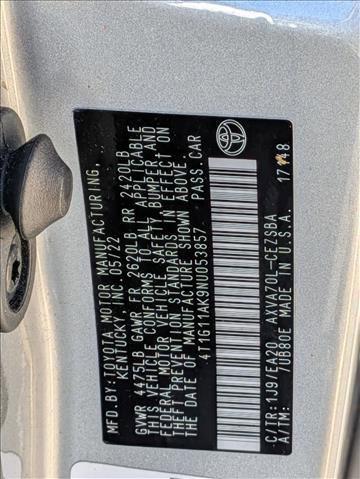 MFD.BY: TOYOTA MOTOR MANUFACTURING,
KENTUCKY, INC. 05/22
GVWR 4475LB GAWR FR 2620LB RR 2420LB
THIS VEHICLE CONFORMS TO ALL APPLICABLE
FEDERAL MOTOR VEHICLE SAFETY, BUMPER AND
THEFT PREVENTION STANDARDS IN EFFECT ON
THE DATE OF MANUFACTURE SHOWN ABOVE.
4T1G11AK9NU053857 PASS.CAR
C/TR:1J9/EA20 AXVA70L-CEZSBA
A/TM: 70B80E MADE IN U.S.A.